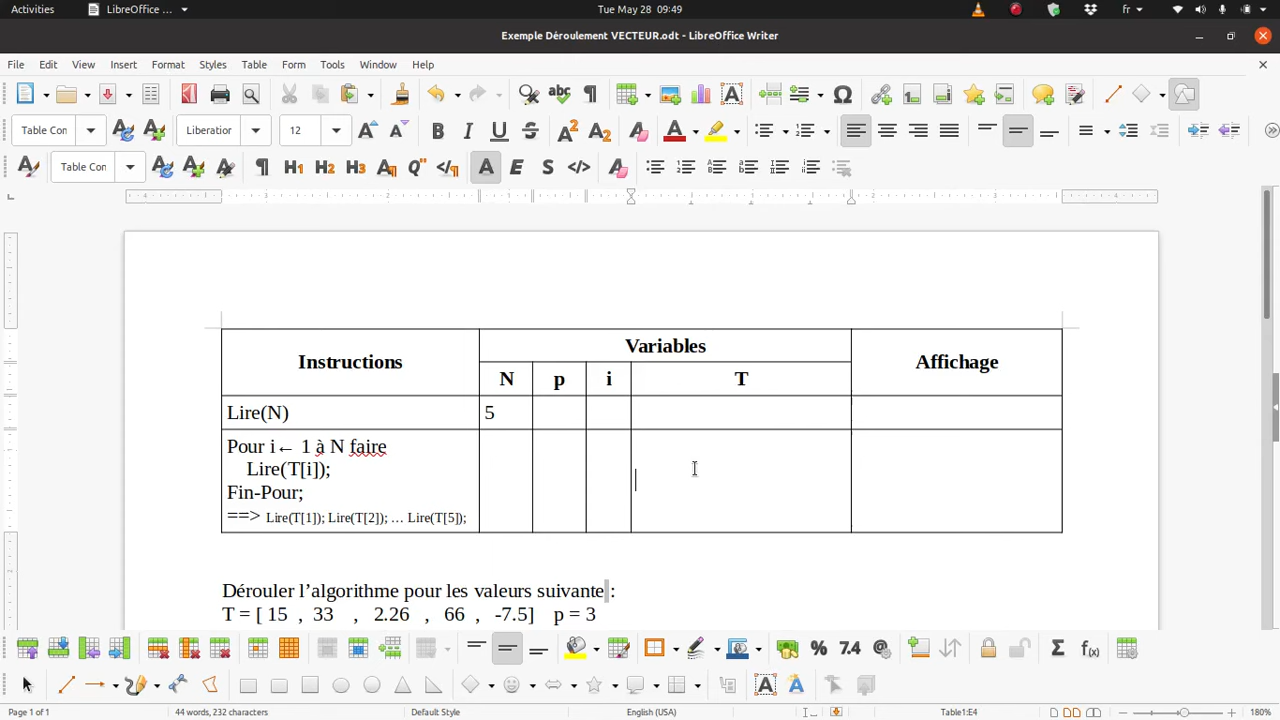 Activities LibreOffice ... Tue May 28 09:49 fr
Exemple Déroulement VECTEUR.odt - LibreOffice Writer
File Edit View Insert Format Styles Table Form Tools Window Help
Table Con Liberation 12
Table Con
Instructions Variables Affichage
N p i T
Lire(N) 5
Pour i← 1 à N faire
Lire(T[i]);
Fin-Pour;
==> Lire(T[1]); Lire(T[2]); … Lire(T[5]);
Dérouler l’algorithme pour les valeurs suivante :
T = [ 15 , 33 , 2.26 , 66 , -7.5] p = 3
Page 1 of 1 44 words, 232 characters Default Style English (USA) Table1:E4 180%